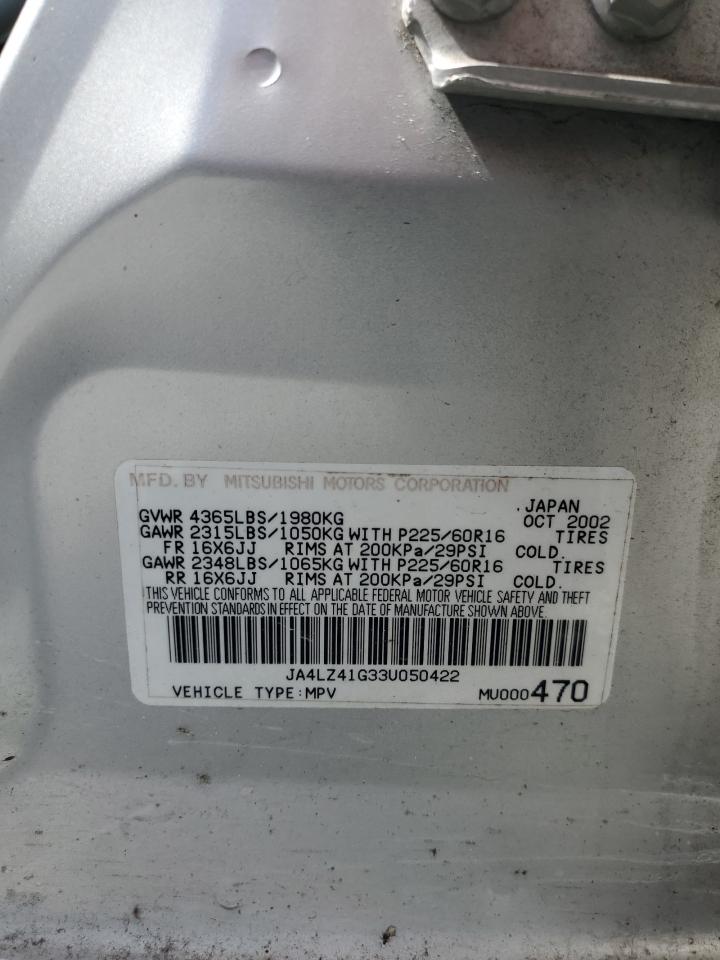 MFD. BY MITSUBISHI MOTORS CORPORATION
JAPAN
GVWR 4365LBS/1980KG OCT 2002
GAWR 2315LBS/1050KG WITH P225/60R16 TIRES
FR 16X6JJ RIMS AT 200KPa/29PSI COLD.
GAWR 2348LBS/1065KG WITH P225/60R16 TIRES
RR 16X6JJ RIMS AT 200KPa/29PSI COLD.
THIS VEHICLE CONFORMS TO ALL APPLICABLE FEDERAL MOTOR VEHICLE SAFETY AND THEFT
PREVENTION STANDARDS IN EFFECT ON THE DATE OF MANUFACTURE SHOWN ABOVE.
JA4LZ41G33U050422
VEHICLE TYPE:MPV MU000470